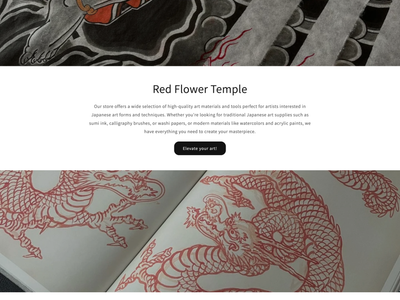 Red Flower Temple
Our store offers a wide selection of high-quality art materials and tools perfect for artists interested in
Japanese art forms and techniques. Whether you're looking for traditional Japanese art supplies such as
sumi ink, calligraphy brushes, or washi papers, or modern materials like watercolors and acrylic paints, we
have everything you need to create your masterpiece.
Elevate your art!